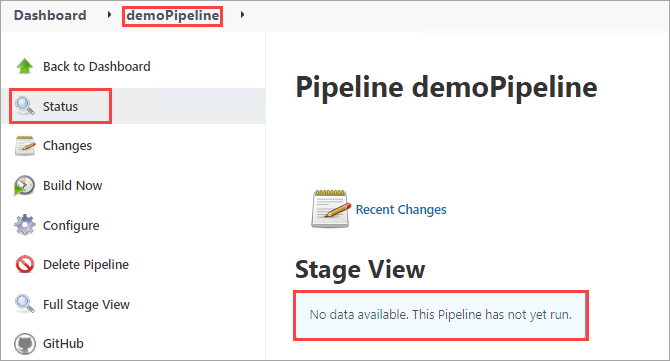 Dashboard
demoPipeline
Back to Dashboard
Status
Changes
Build Now
Configure
Delete Pipeline
Full Stage View
GitHub
Pipeline demoPipeline
Recent Changes
Stage View
No data available. This Pipeline has not yet run.